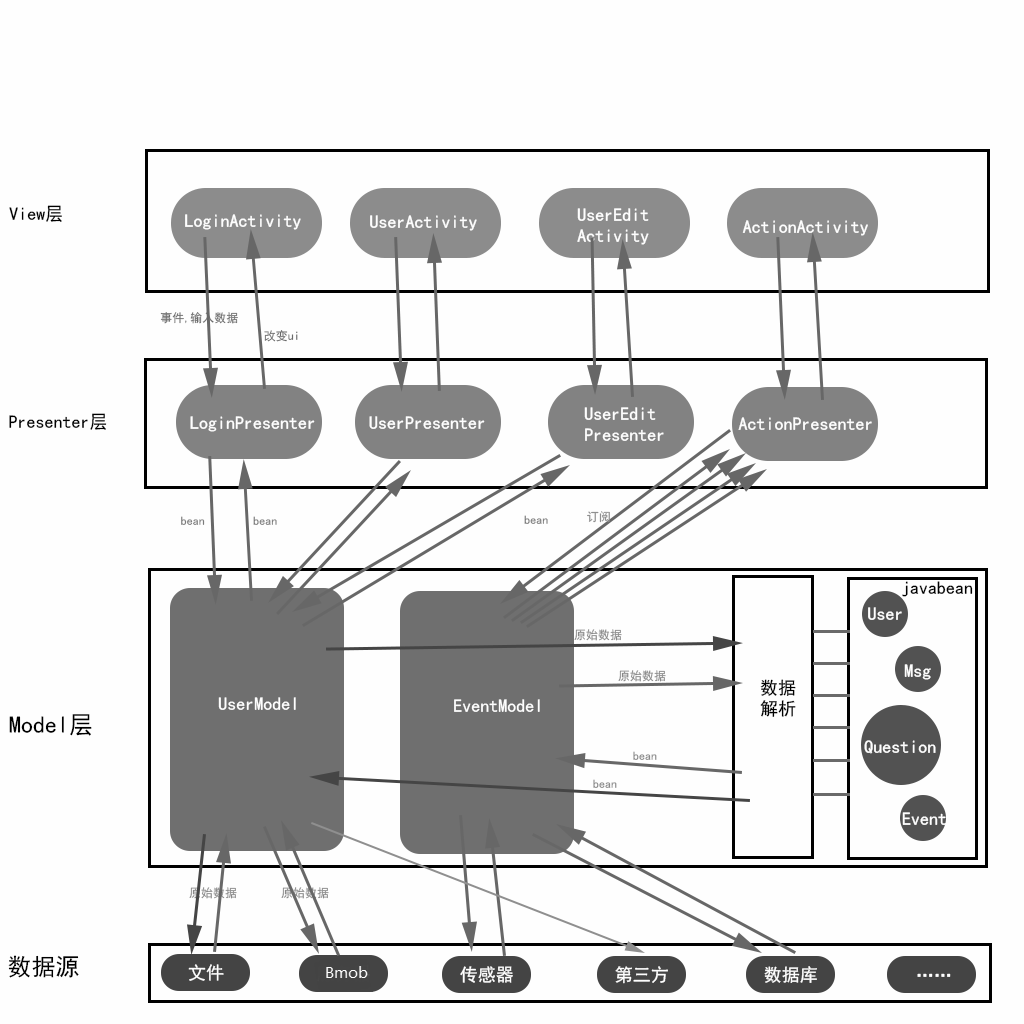 View层
LoginActivity
UserActivity
UserEdit
Activity
ActionActivity
事件,输入数据
改变ui
Presenter层
LoginPresenter
UserPresenter
UserEdit
Presenter
ActionPresenter
bean
bean
bean
订阅
javabean
User
原始数据
Msg
原始数据
Model层
UserModel
EventModel
数据
解析
Question
bean
bean
Event
原始数据
原始数据
数据源
文件
Bmob
传感器
第三方
数据库
……